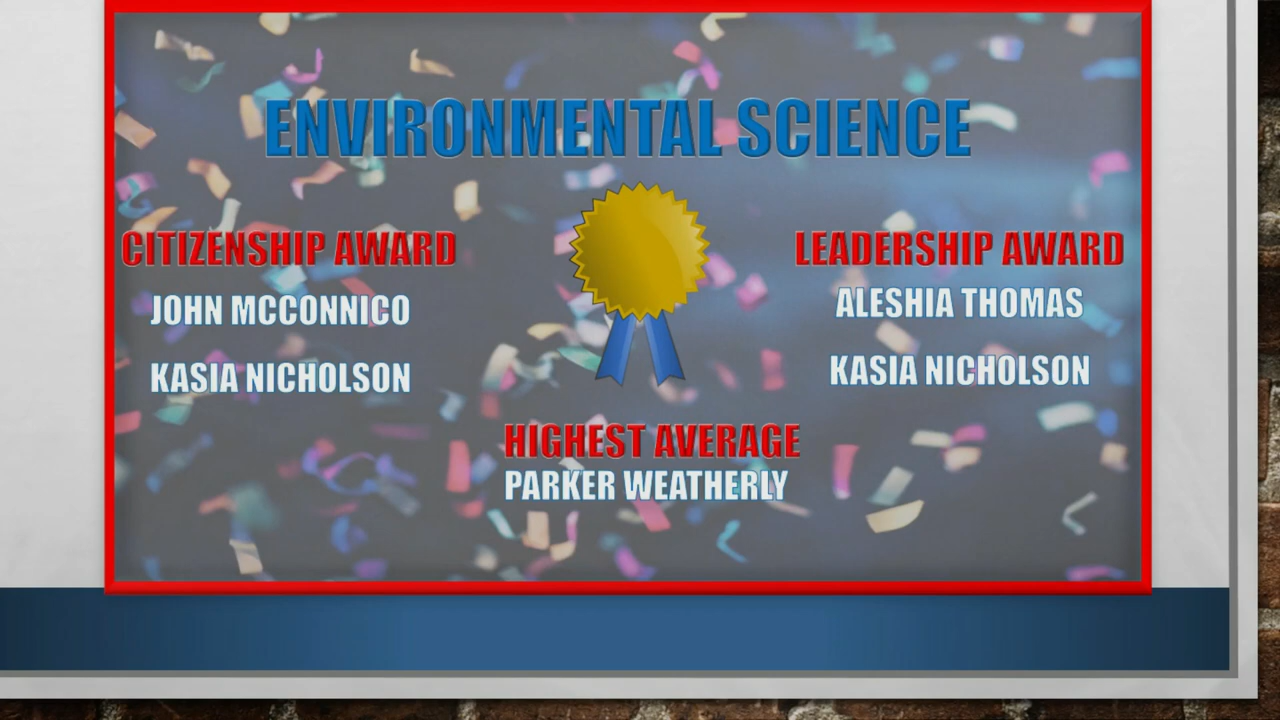 ENVIRONMENTAL SCIENCE
CITIZENSHIP AWARD
JOHN MCCONNICO
KASIA NICHOLSON
LEADERSHIP AWARD
ALESHIA THOMAS
KASIA NICHOLSON
HIGHEST AVERAGE
PARKER WEATHERLY